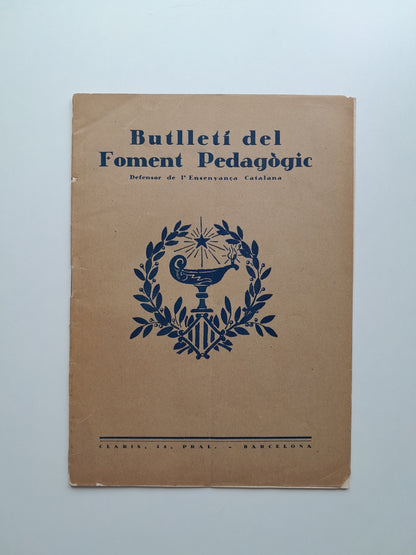 Butlletí del
Foment Pedagògic
Defensor de l'Ensenyança Catalana
CLARIS, 14, PRAL. - BARCELONA